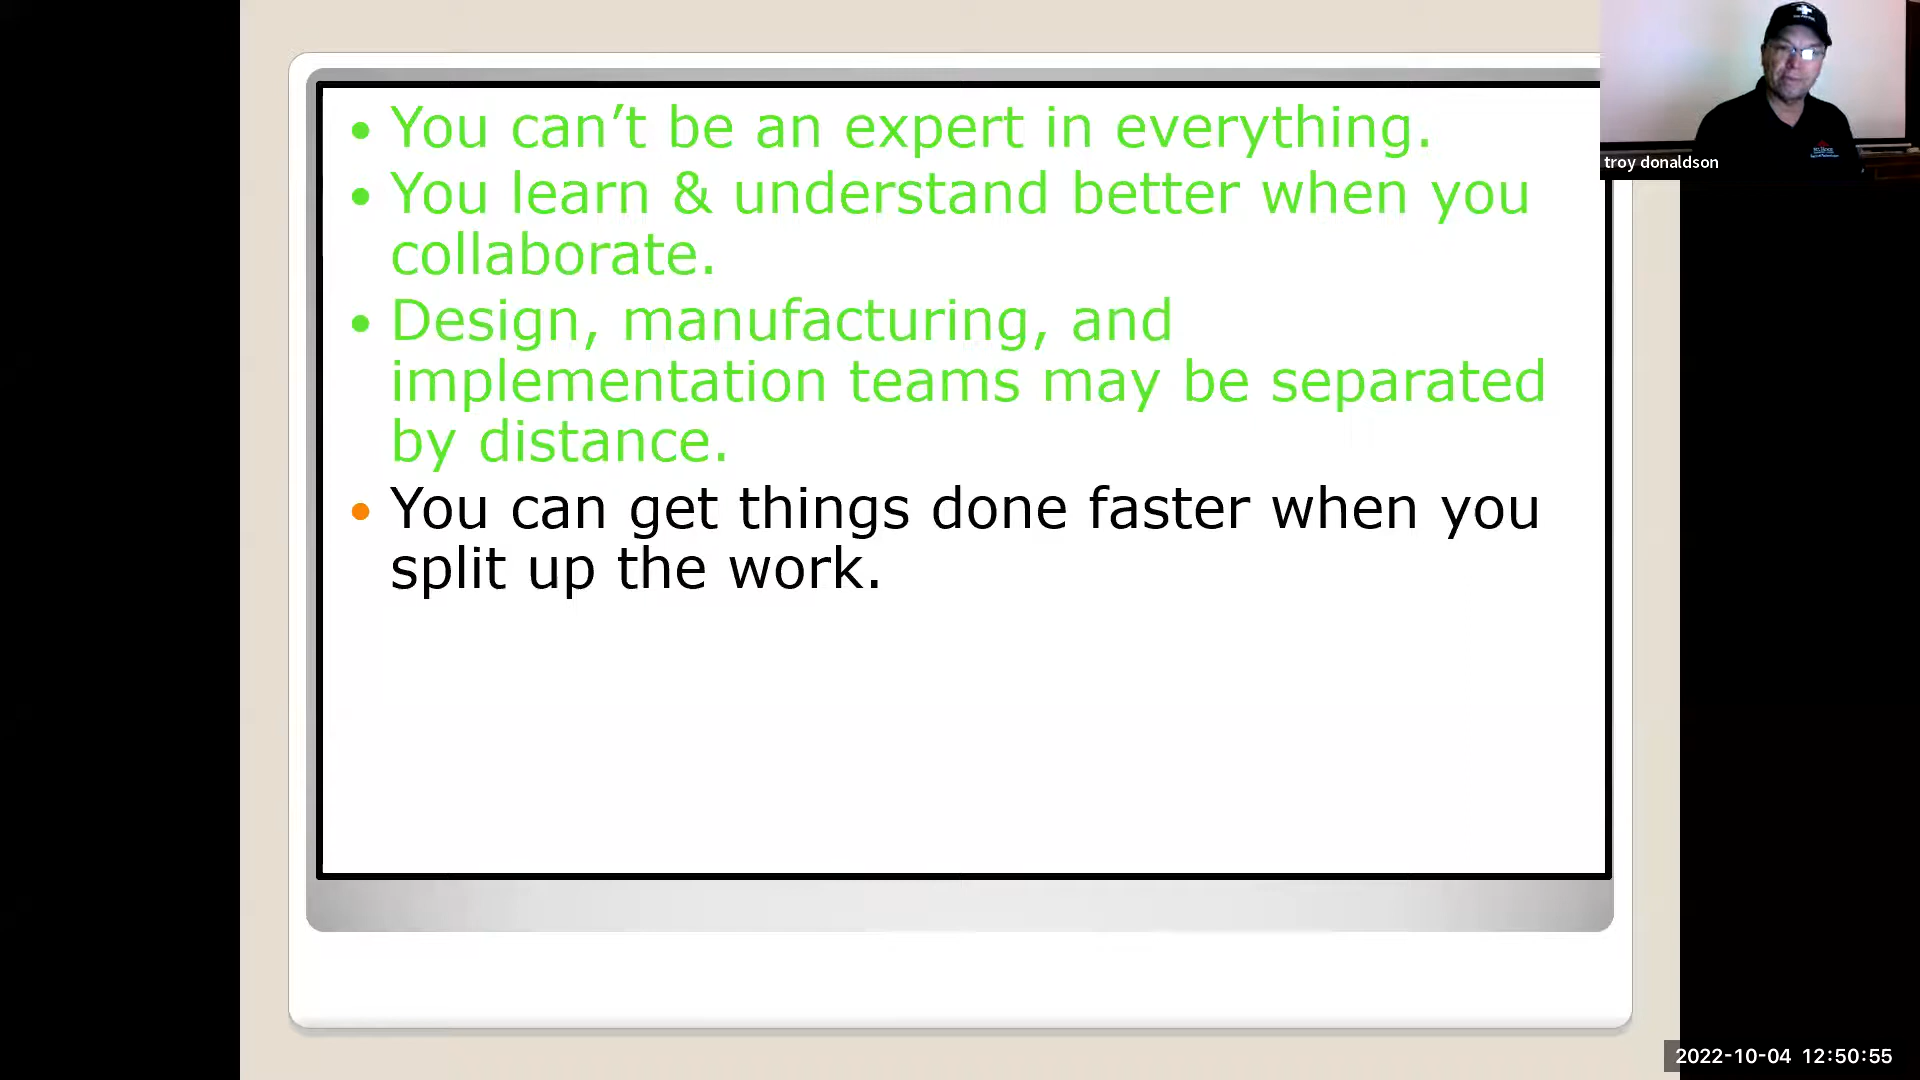 • You can’t be an expert in everything.
• You learn & understand better when you
collaborate.
• Design, manufacturing, and
implementation teams may be separated
by distance.
• You can get things done faster when you
split up the work.
troy donaldson
2022-10-04 12:50:55